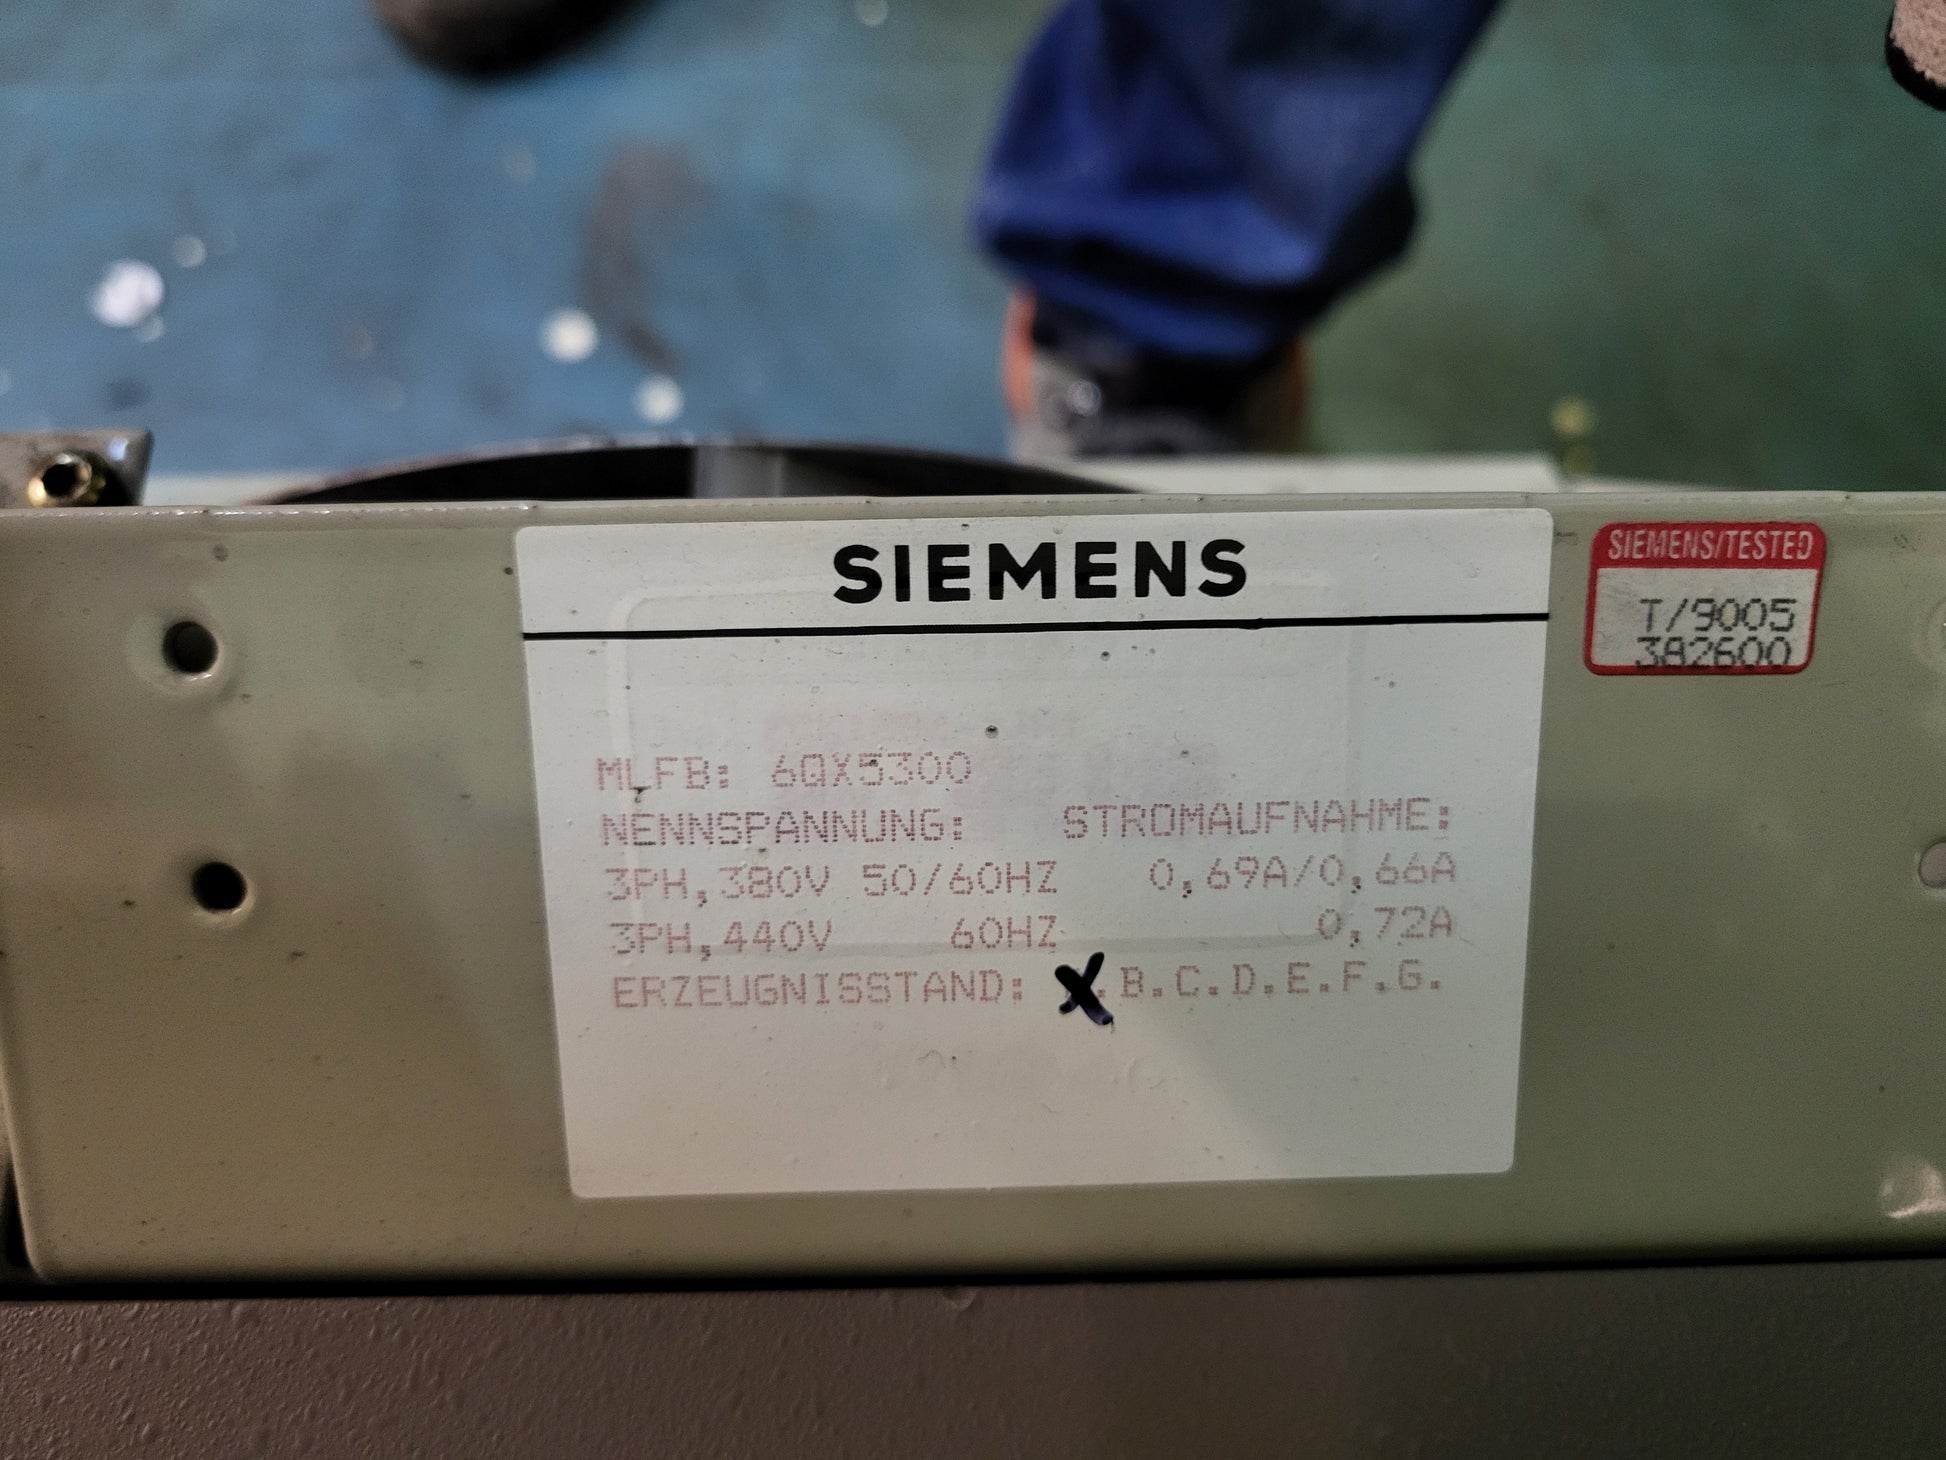 SIEMENS
SIEMENS/TESTED
T/9005
382600
MLFB: 6QX5300
NENNSPANNUNG: STROMAUFNAHME:
3PH,380V 50/60HZ 0,69A/0,66A
3PH,440V 60HZ 0,72A
ERZEUGNISSTAND: .B.C.D.E.F.G.